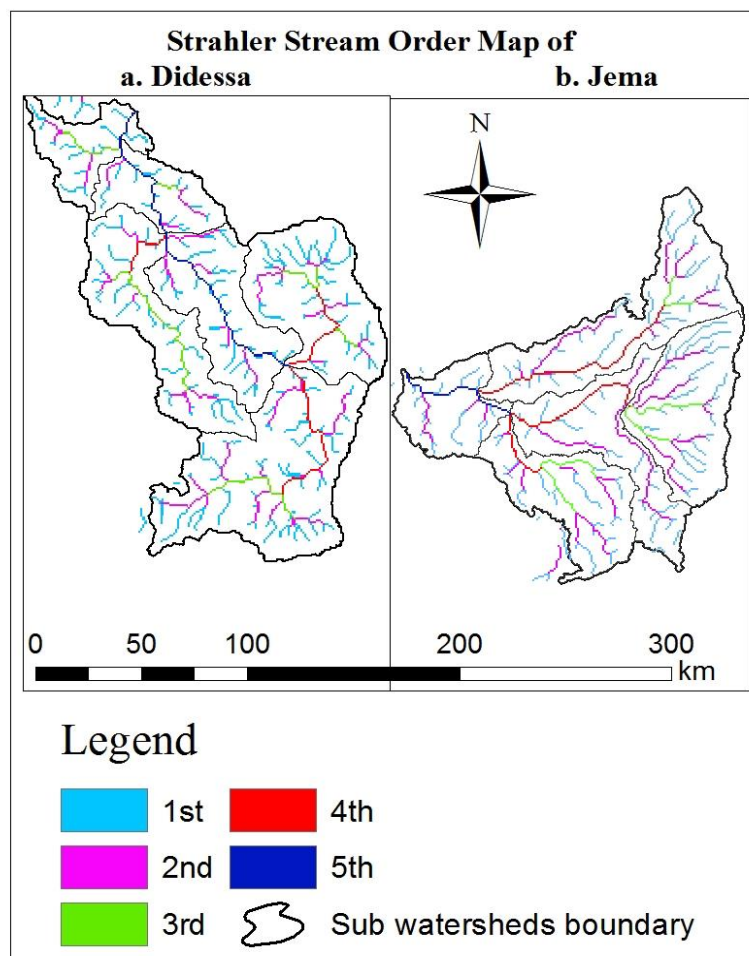 Strahler Stream Order Map of
a. Didessa b. Jema
N
0 50 100 200 300
km
Legend
1st 4th
2nd 5th
3rd Sub watersheds boundary